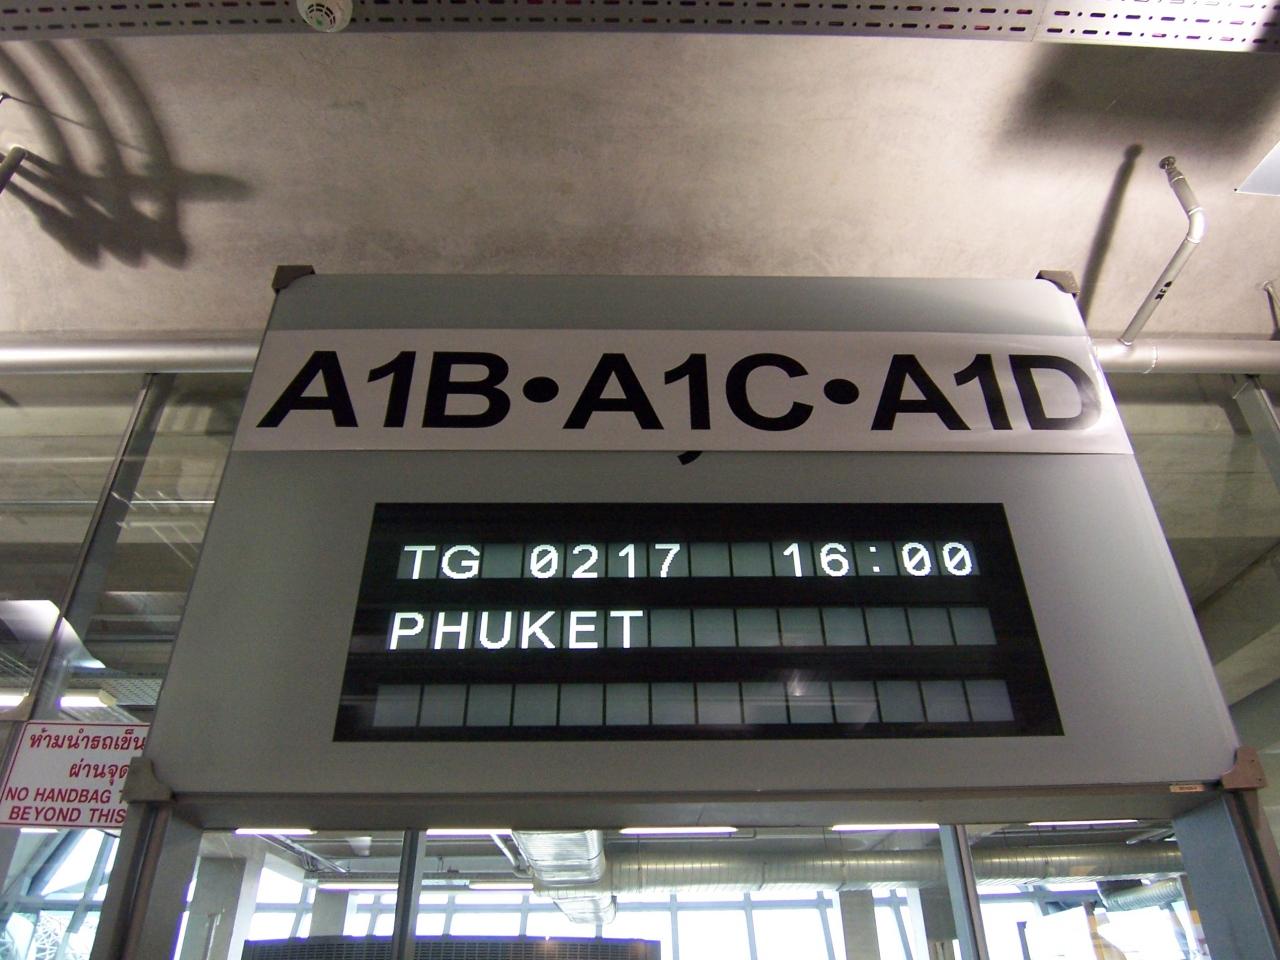 A1B•A1C•A1D
TG 0217 16:00
PHUKET
ห้ามนำรถเข็น
ผ่านจุด
NO HANDBAG
BEYOND THIS